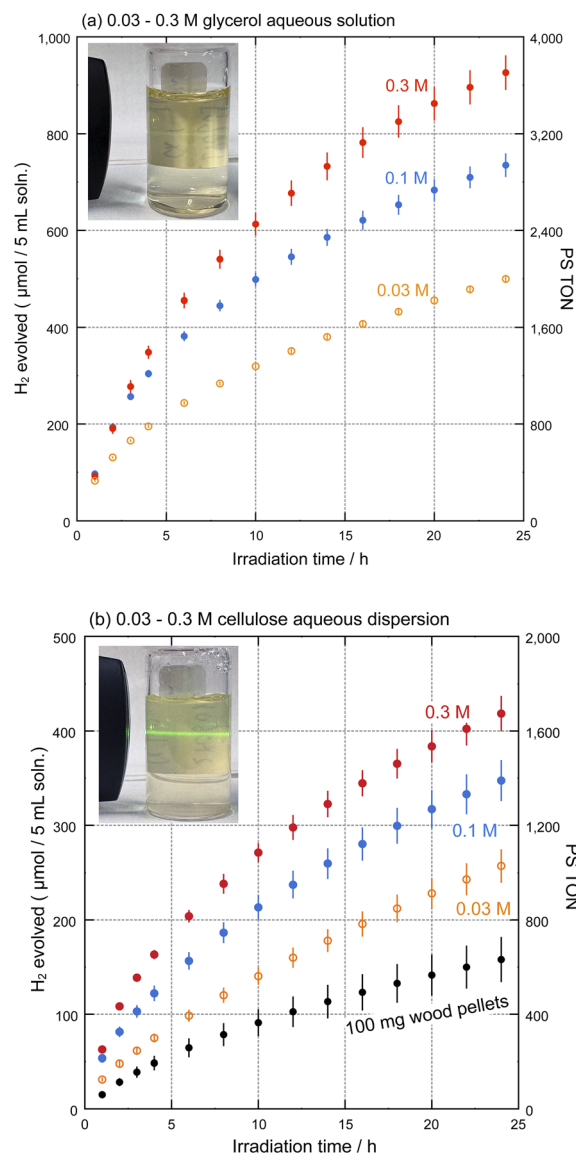 (a) 0.03 - 0.3 M glycerol aqueous solution
1,000
800
600
400
200
0
H₂ evolved ( μmol / 5 mL soln.)
4,000
3,200
2,400
1,600
800
0
PS TON
0.3 M
0.1 M
0.03 M
0 5 10 15 20 25
Irradiation time / h
(b) 0.03 - 0.3 M cellulose aqueous dispersion
500
400
300
200
100
0
H₂ evolved ( μmol / 5 mL soln.)
2,000
1,600
1,200
800
400
0
PS TON
0.3 M
0.1 M
0.03 M
100 mg wood pellets
0 5 10 15 20 25
Irradiation time / h